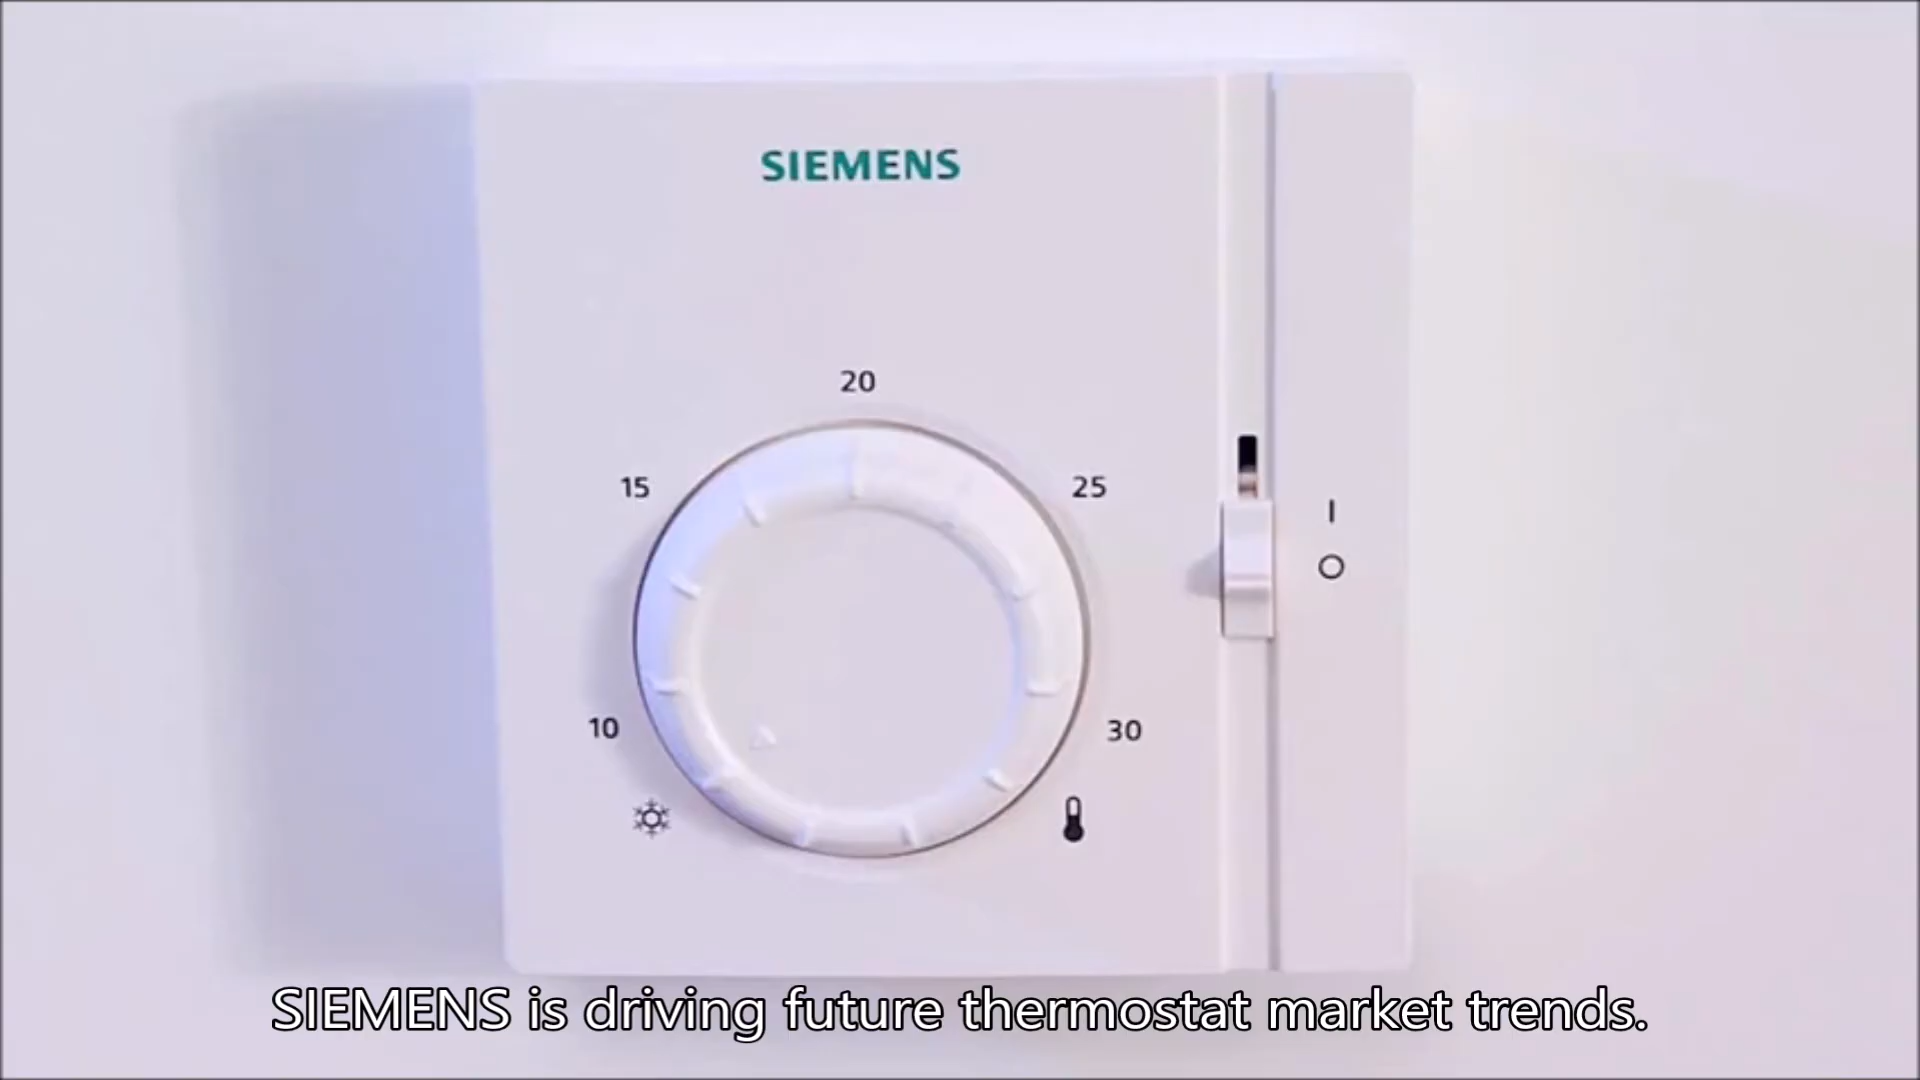 SIEMENS
20
15
25
I
O
10
30
SIEMENS is driving future thermostat market trends.